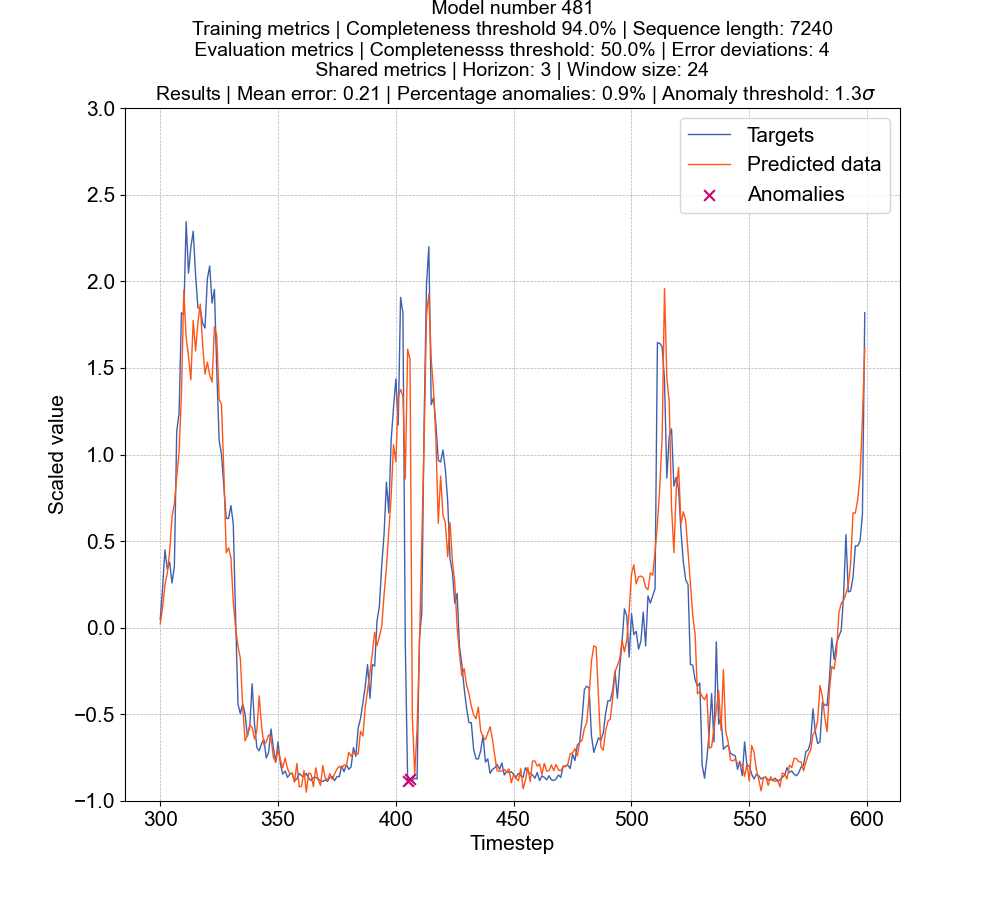 Model number 481
Training metrics | Completeness threshold 94.0% | Sequence length: 7240
Evaluation metrics | Completenesss threshold: 50.0% | Error deviations: 4
Shared metrics | Horizon: 3 | Window size: 24
Results | Mean error: 0.21 | Percentage anomalies: 0.9% | Anomaly threshold: 1.3σ
3.0
2.5
2.0
1.5
1.0
0.5
0.0
−0.5
−1.0
Scaled value
Targets
Predicted data
Anomalies
300 350 400 450 500 550 600
Timestep